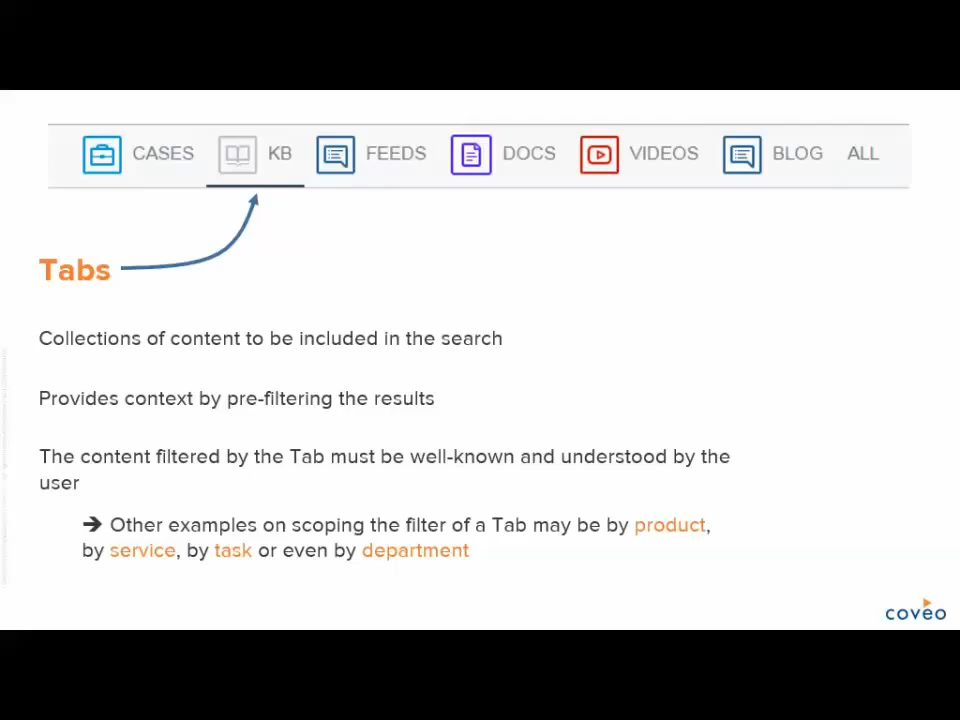 CASES KB FEEDS DOCS VIDEOS BLOG ALL
Tabs
Collections of content to be included in the search
Provides context by pre-filtering the results
The content filtered by the Tab must be well-known and understood by the
user
➔ Other examples on scoping the filter of a Tab may be by product,
by service, by task or even by department
coveo